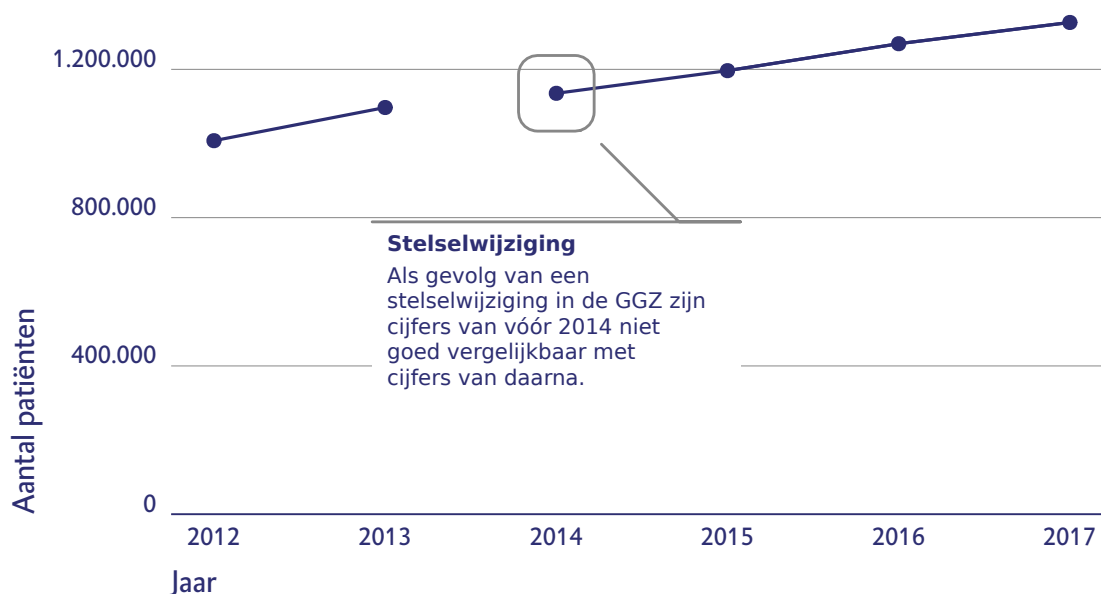 1.200.000
800.000
400.000
0
Aantal patiënten
Stelselwijziging
Als gevolg van een
stelselwijziging in de GGZ zijn
cijfers van vóór 2014 niet
goed vergelijkbaar met
cijfers van daarna.
2012 2013 2014 2015 2016 2017
Jaar